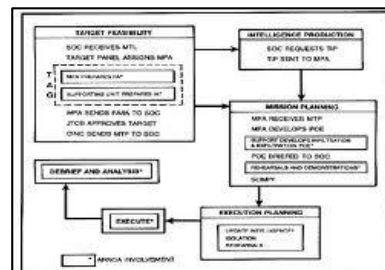 TARGET FEASIBILITY
SOC RECEIVES MTL
TARGET PANEL ASSIGNS MPA
T
A
G
MPA PREPARES FA*
SUPPORTING UNIT PREPARES IA*
MPA SENDS FA/IA TO SOC
JTCB APPROVES TARGET
CINC SENDS MTP TO SOC
INTELLIGENCE PRODUCTION
SOC REQUESTS TIP
TIP SENT TO MPA
MISSION PLANNING
MPA RECEIVES MTP
MPA DEVELOPS POE
SUPPORT DEVELOPS INFILTRATION
& EXFILTRATION POE*
POE BRIEFED TO SOC
REHEARSALS AND DEMONSTRATIONS*
DEBRIEF AND ANALYSIS*
EXECUTE*
EXECUTION PLANNING
UPDATE INTELLIGENCE*
ISOLATION
REHEARSALS
INVOLVEMENT